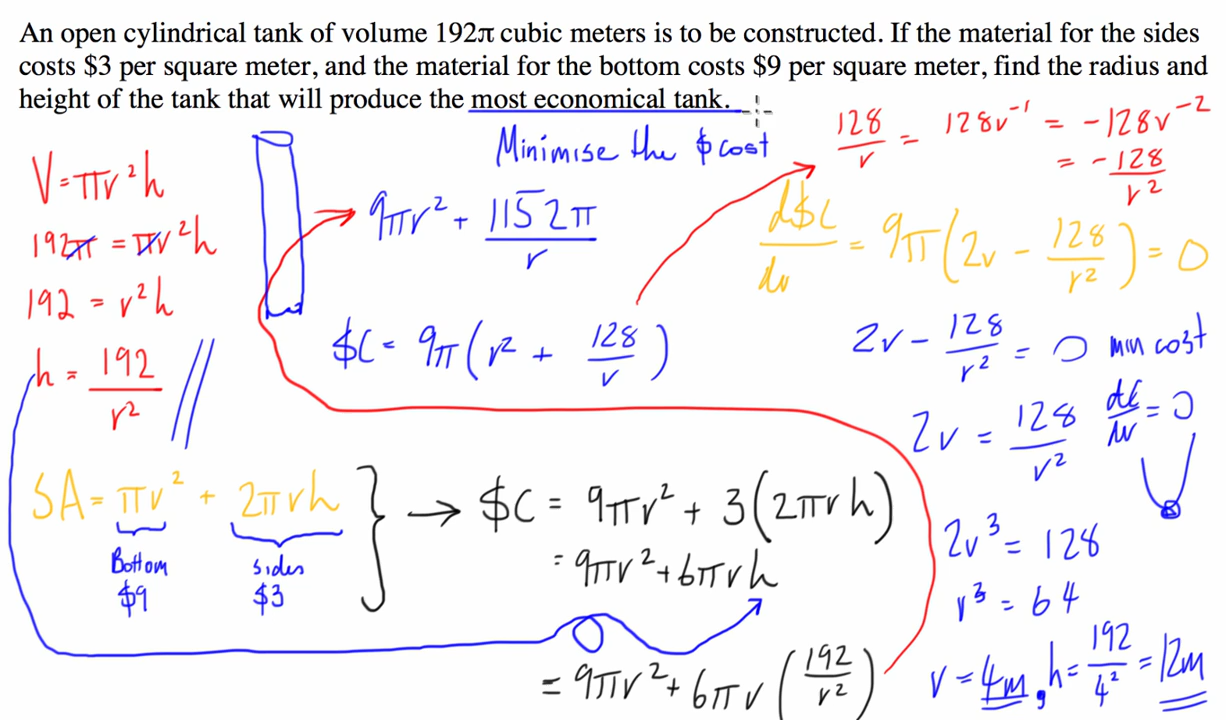 An open cylindrical tank of volume 192π cubic meters is to be constructed. If the material for the sides
costs $3 per square meter, and the material for the bottom costs $9 per square meter, find the radius and
height of the tank that will produce the most economical tank.
Minimise the $ cost
V = πr²h
192π = πr²h
192 = r²h
h = 192/r²
SA = πr² + 2πrh
Bottom
$9
Sides
$3
$C = 9πr² + 3(2πrh)
= 9πr² + 6πrh
= 9πr² + 6πr(192/r²)
9πr² + 1152π/r
$C = 9π(r² + 128/r)
128/r = 128r⁻¹ = -128r⁻²
= -128/r²
d$C/dr = 9π(2r - 128/r²) = 0
2r - 128/r² = 0 min cost
2r = 128/r²
dC/dr = 0
2r³ = 128
r³ = 64
r = 4m, h = 192/4² = 12m